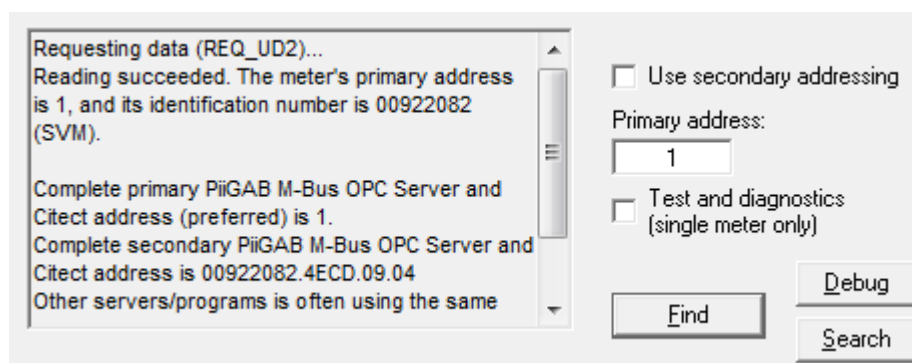 Requesting data (REQ_UD2)...
Reading succeeded. The meter's primary address
is 1, and its identification number is 00922082
(SVM).
Complete primary PiiGAB M-Bus OPC Server and
Citect address (preferred) is 1.
Complete secondary PiiGAB M-Bus OPC Server and
Citect address is 00922082.4ECD.09.04
Other servers/programs is often using the same
Use secondary addressing
Primary address:
1
Test and diagnostics
(single meter only)
Debug
Find
Search